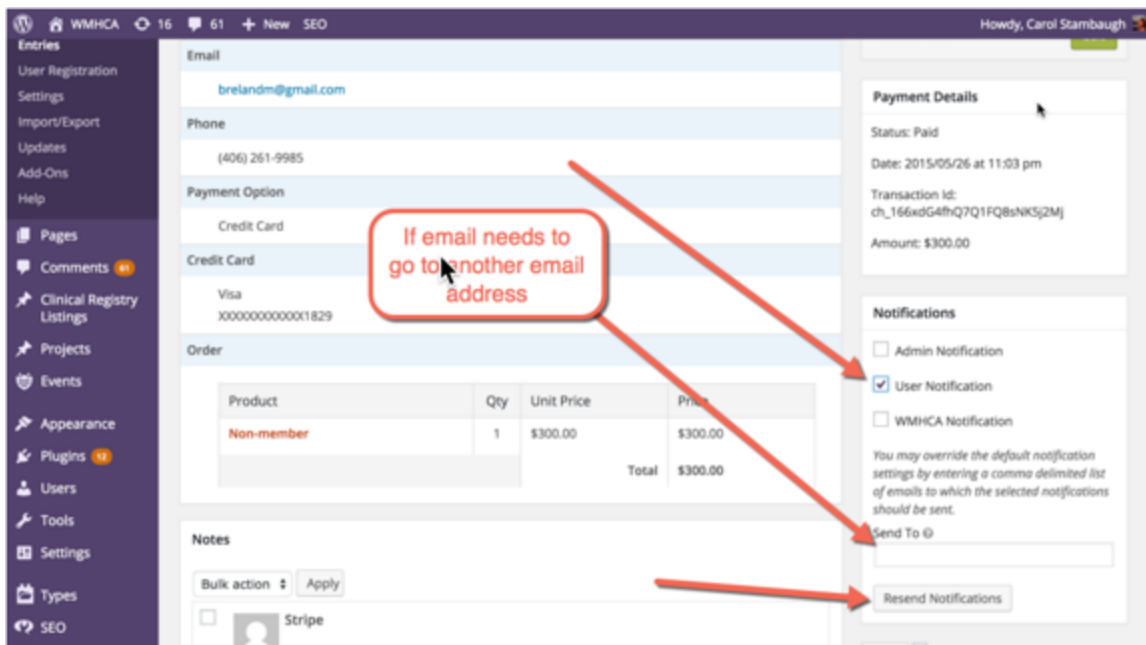 WMHCA 16 61 + New SEO
Howdy, Carol Stambaugh
Entries
User Registration
Settings
Import/Export
Updates
Add-Ons
Help
Pages
Comments 61
Clinical Registry
Listings
Projects
Events
Appearance
Plugins 12
Users
Tools
Settings
Types
SEO
Email
brelandm@gmail.com
Phone
(406) 261-9985
Payment Option
Credit Card
Credit Card
Visa
XXXXXXXXXXXX1829
Order
Product Qty Unit Price Price
Non-member 1 $300.00 $300.00
Total $300.00
Notes
Bulk action Apply
Stripe
If email needs to
go to another email
address
Payment Details
Status: Paid
Date: 2015/05/26 at 11:03 pm
Transaction Id:
ch_166xdG4fhQ7Q1FQ8sNK5j2Mj
Amount: $300.00
Notifications
Admin Notification
User Notification
WMHCA Notification
You may override the default notification
settings by entering a comma delimited list
of emails to which the selected notifications
should be sent.
Send To
Resend Notifications